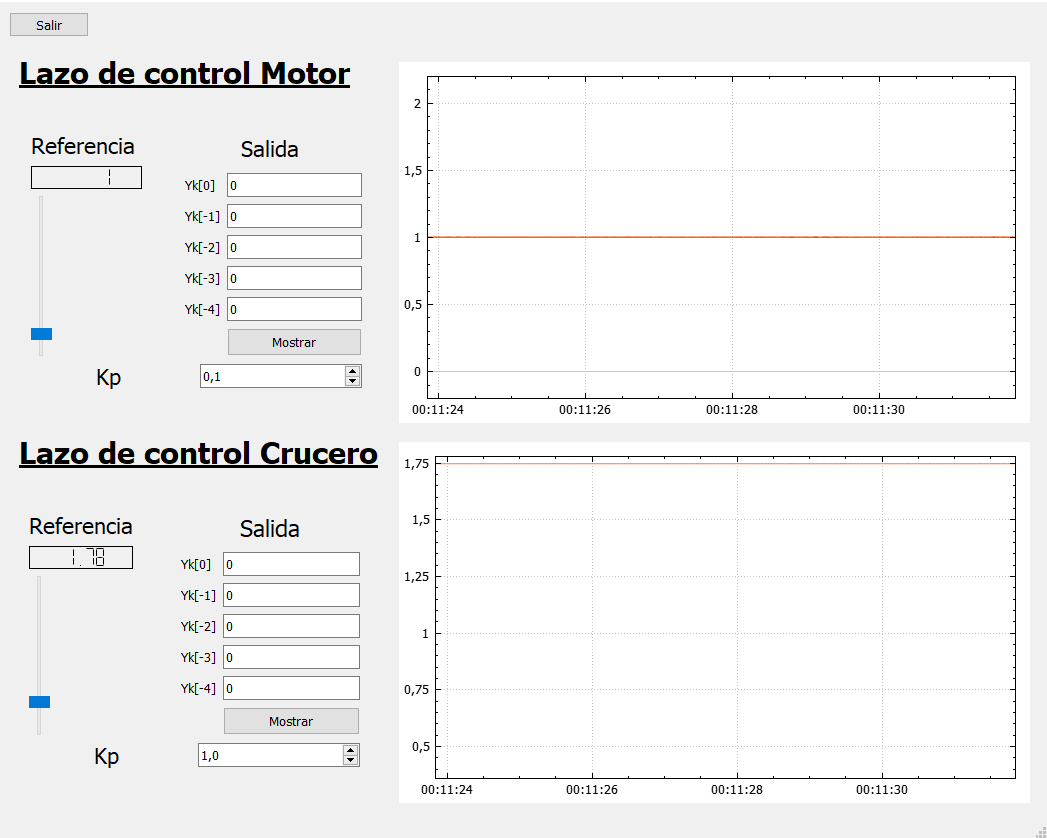 Salir
Lazo de control Motor
Referencia
1
Salida
Yk[0] 0
Yk[-1] 0
Yk[-2] 0
Yk[-3] 0
Yk[-4] 0
Mostrar
Kp 0,1
2
1,5
1
0,5
0
00:11:24 00:11:26 00:11:28 00:11:30
Lazo de control Crucero
Referencia
1.78
Salida
Yk[0] 0
Yk[-1] 0
Yk[-2] 0
Yk[-3] 0
Yk[-4] 0
Mostrar
Kp 1,0
1,75
1,5
1,25
1
0,75
0,5
00:11:24 00:11:26 00:11:28 00:11:30